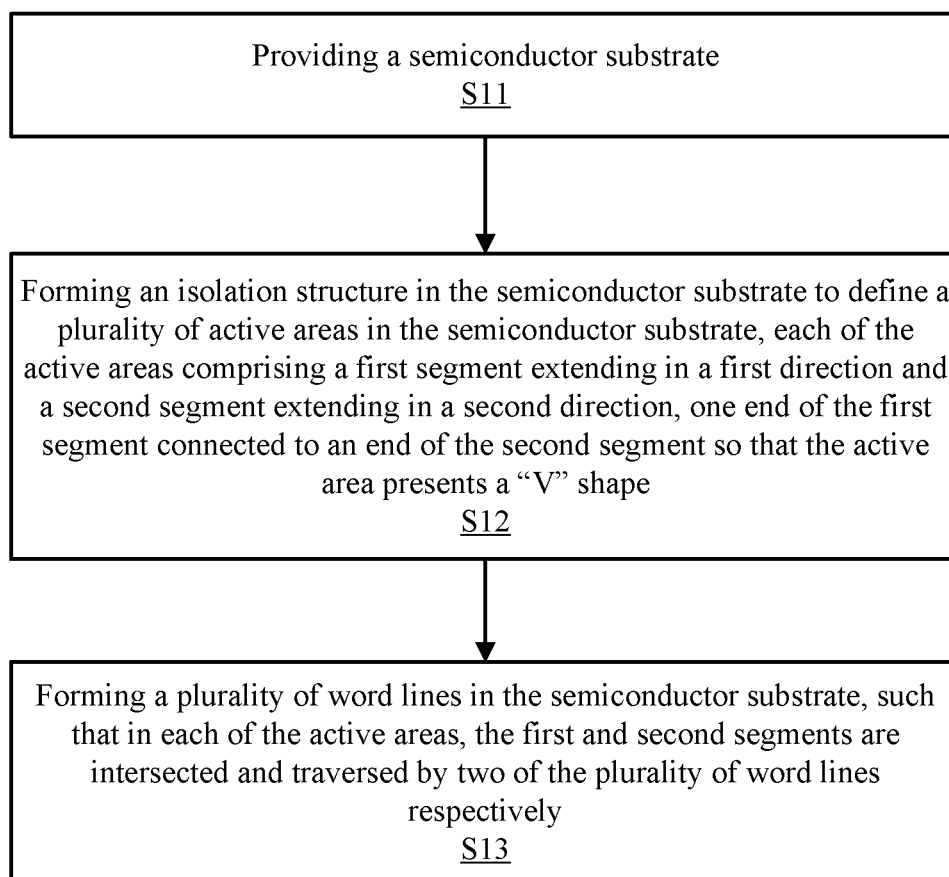 Providing a semiconductor substrate
S11
Forming an isolation structure in the semiconductor substrate to define a
plurality of active areas in the semiconductor substrate, each of the
active areas comprising a first segment extending in a first direction and
a second segment extending in a second direction, one end of the first
segment connected to an end of the second segment so that the active
area presents a “V” shape
S12
Forming a plurality of word lines in the semiconductor substrate, such
that in each of the active areas, the first and second segments are
intersected and traversed by two of the plurality of word lines
respectively
S13